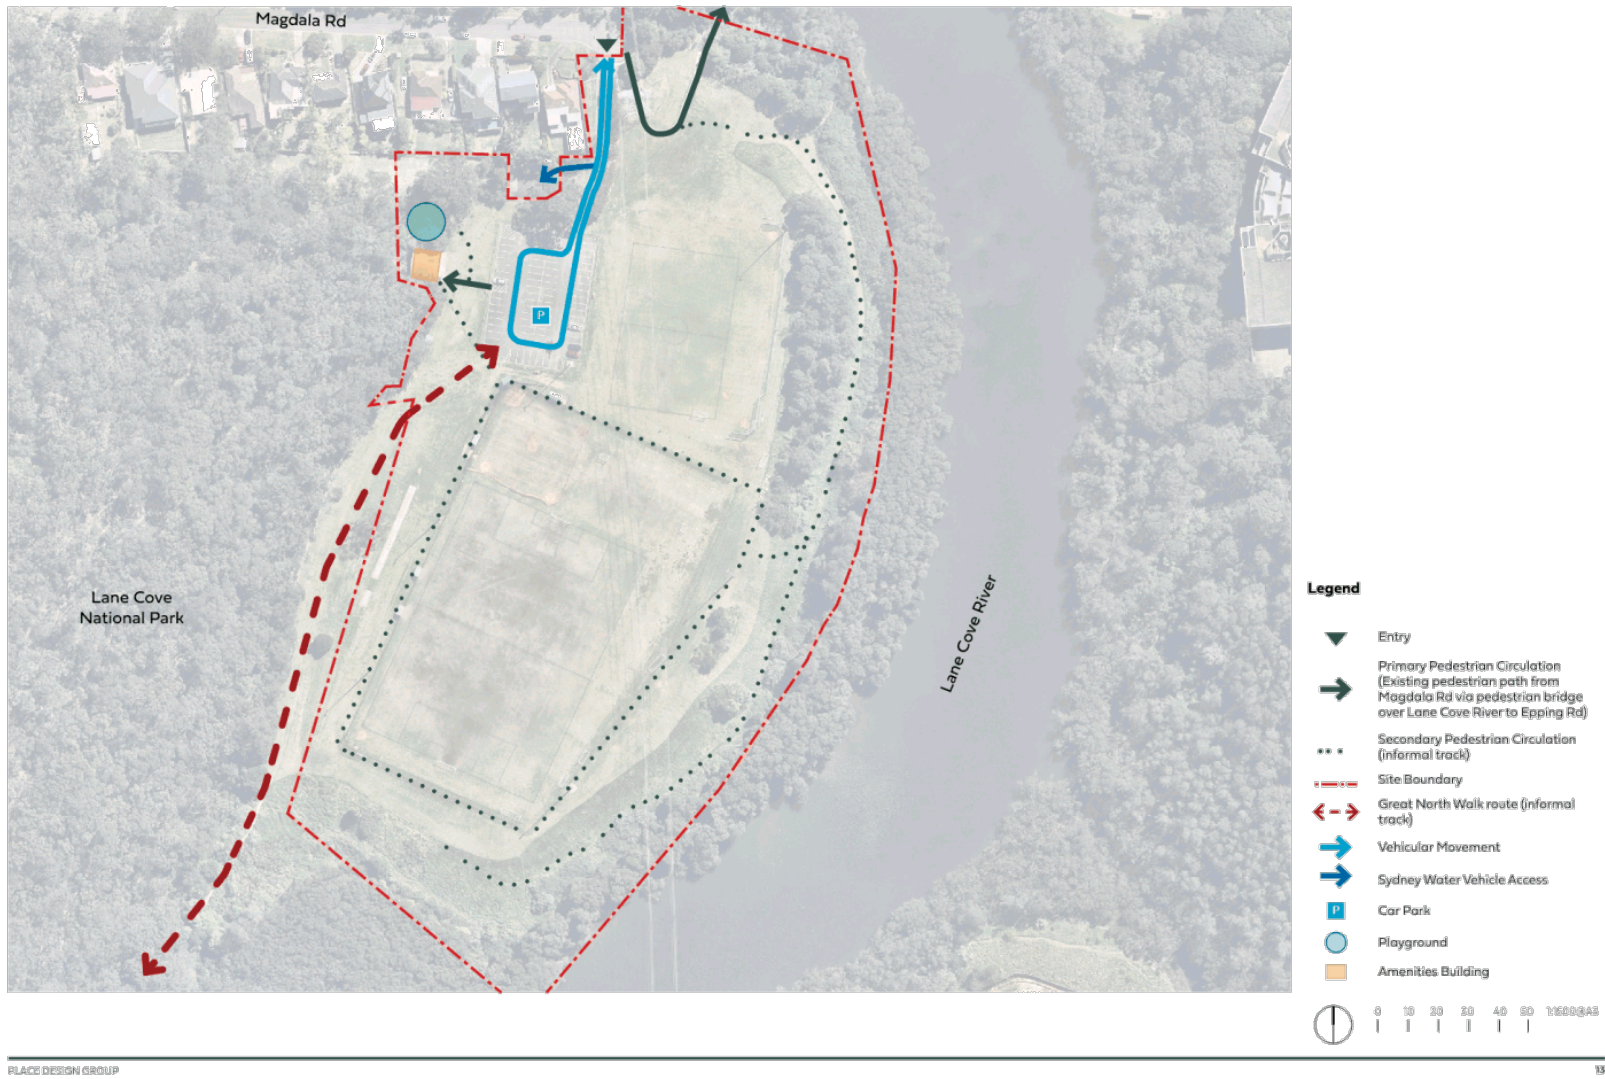 Magdala Rd
P
Lane Cove
National Park
Lane Cove River
Legend
Entry
Primary Pedestrian Circulation
(Existing pedestrian path from
Magdala Rd via pedestrian bridge
over Lane Cove River to Epping Rd)
Secondary Pedestrian Circulation
(informal track)
Site Boundary
Great North Walk route (informal
track)
Vehicular Movement
Sydney Water Vehicle Access
P Car Park
Playground
Amenities Building
0 10 20 30 40 50 1:1500@A3
PLACE DESIGN GROUP
13